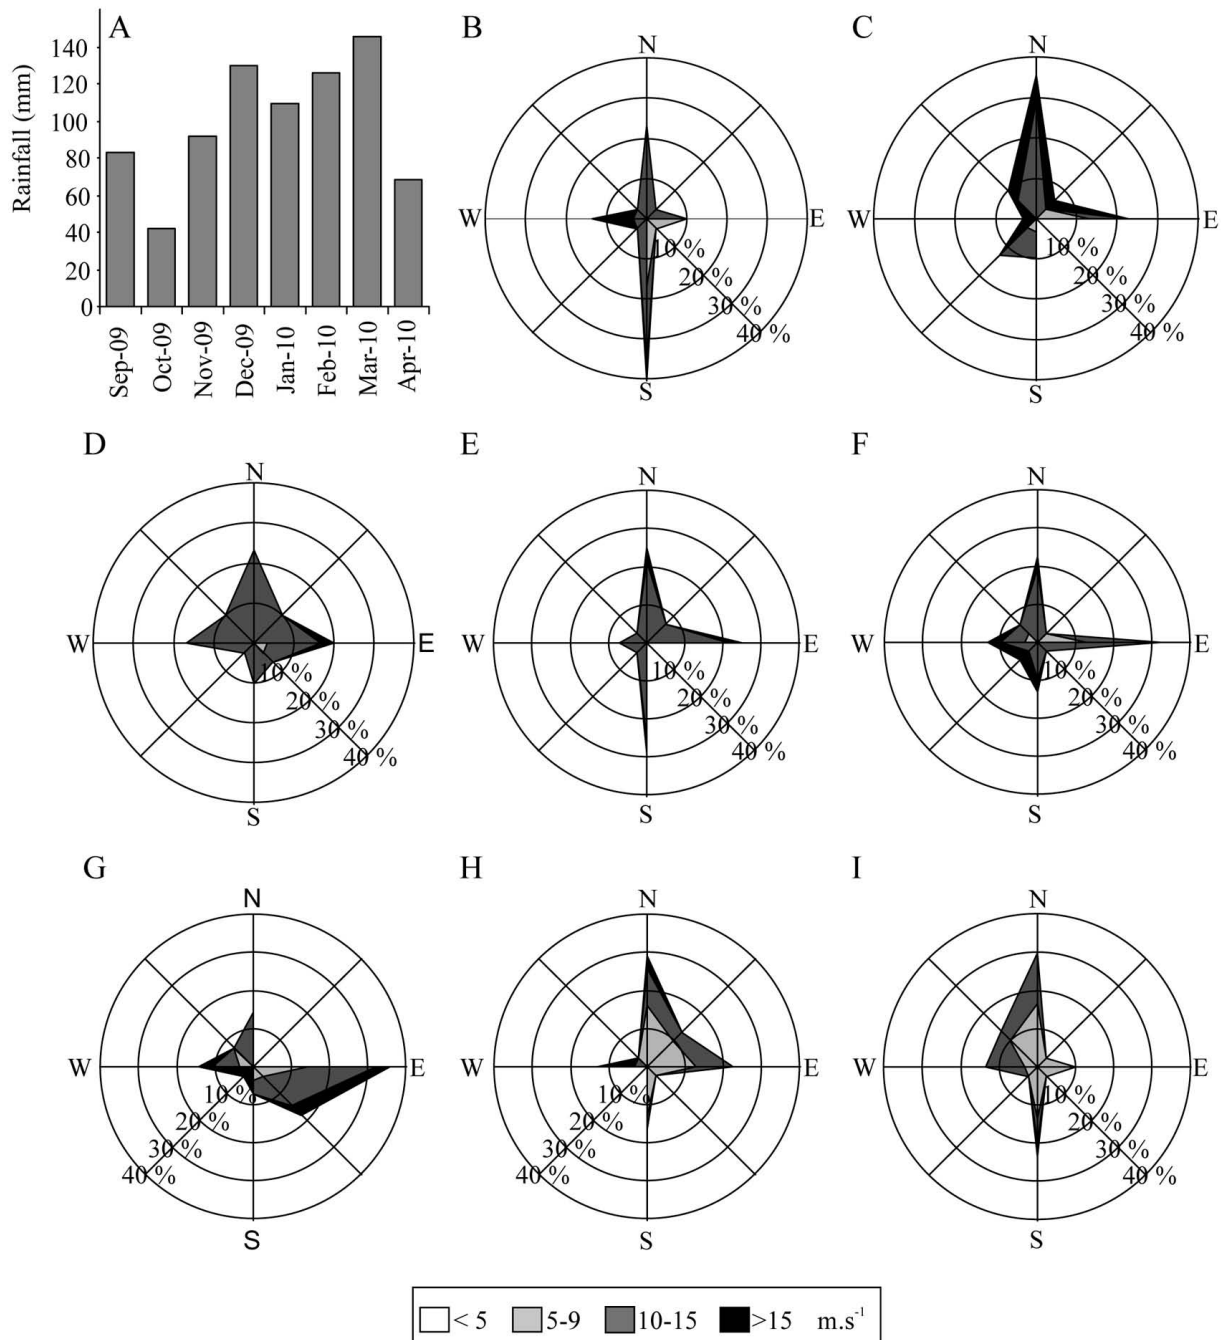 A
Rainfall (mm)
140
120
100
80
60
40
20
0
Sep-09
Oct-09
Nov-09
Dec-09
Jan-10
Feb-10
Mar-10
Apr-10
B
N
W
E
S
10 %
20 %
30 %
40 %
C
N
W
E
S
10 %
20 %
30 %
40 %
D
N
W
E
S
10 %
20 %
30 %
40 %
E
N
W
E
S
10 %
20 %
30 %
40 %
F
N
W
E
S
10 %
20 %
30 %
40 %
G
N
W
E
S
10 %
20 %
30 %
40 %
H
N
W
E
S
10 %
20 %
30 %
40 %
I
N
W
E
S
10 %
20 %
30 %
40 %
< 5 5-9 10-15 >15 m.s⁻¹